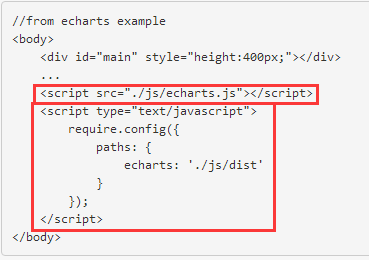 //from echarts example
<body>
    <div id="main" style="height:400px;"></div>
    ...
    <script src="./js/echarts.js"></script>
    <script type="text/javascript">
        require.config({
            paths: {
                echarts: './js/dist'
            }
        });
    </script>
</body>